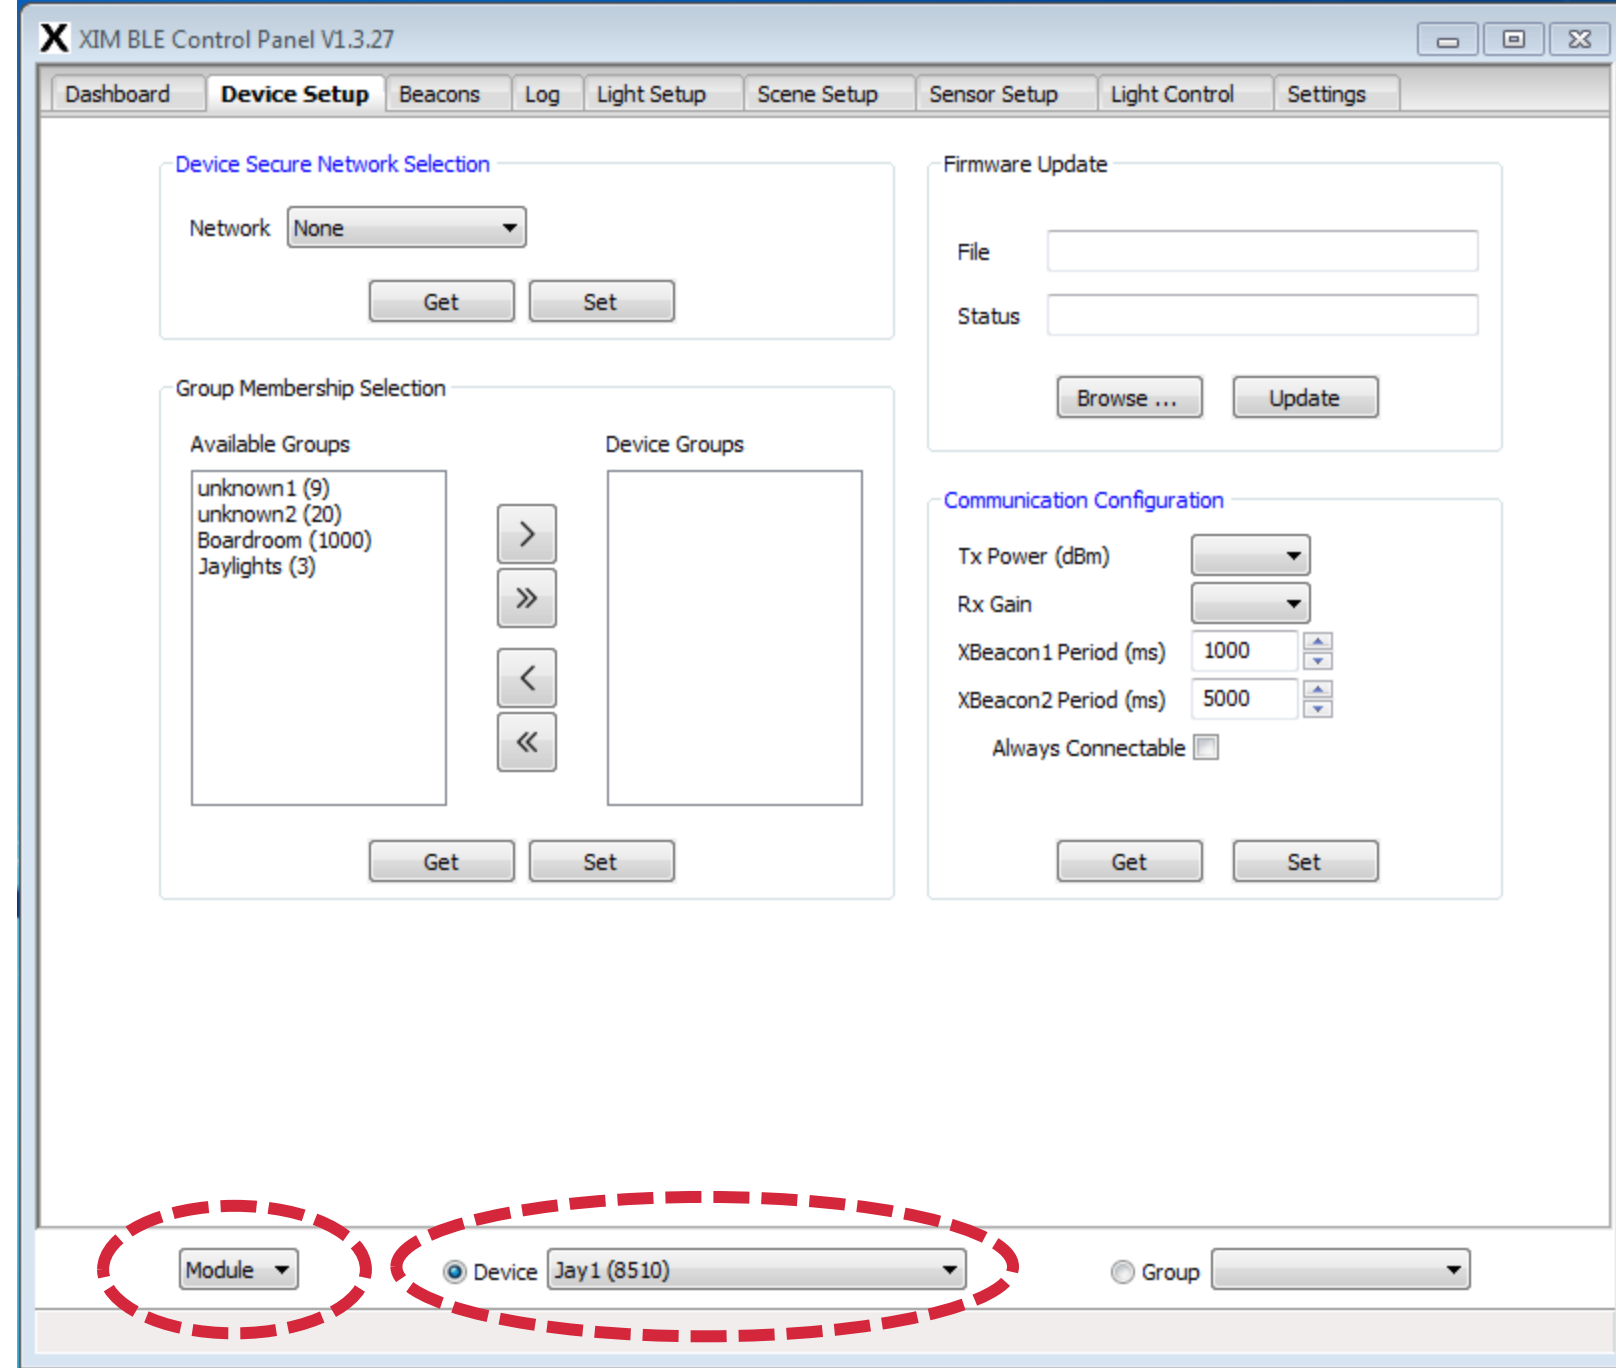 X XIM BLE Control Panel V1.3.27
Dashboard Device Setup Beacons Log Light Setup Scene Setup Sensor Setup Light Control Settings
Device Secure Network Selection
Network None
Get Set
Group Membership Selection
Available Groups Device Groups
unknown1 (9)
unknown2 (20)
Boardroom (1000)
Jaylights (3)
>
>>
<
<<
Get Set
Firmware Update
File
Status
Browse ... Update
Communication Configuration
Tx Power (dBm)
Rx Gain
XBeacon1 Period (ms) 1000
XBeacon2 Period (ms) 5000
Always Connectable
Get Set
Module Device Jay1 (8510) Group